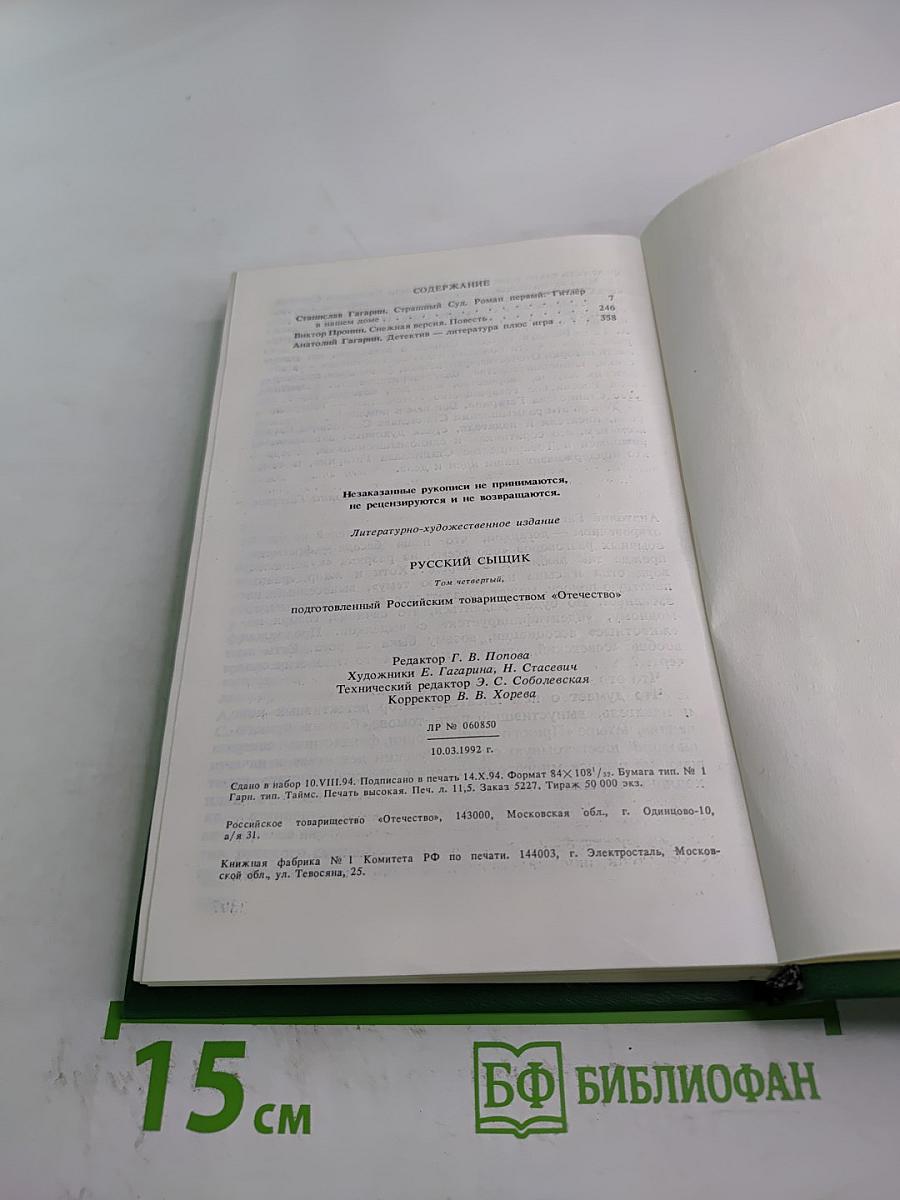 СОДЕРЖАНИЕ
Станислав Гагарин. Страшный Суд. Роман первый: Гитлер
в нашем доме . . . . . . . . . . . . . . 7
Виктор Пронин. Снежная версия. Повесть . . . . . . . 246
Анатолий Гагарин. Детектив — литература плюс игра . . . 358
Незаказанные рукописи не принимаются,
не рецензируются и не возвращаются.
Литературно-художественное издание
РУССКИЙ СЫЩИК
Том четвертый,
подготовленный Российским товариществом «Отечество»
Редактор Г. В. Попова
Художники Е. Гагарина, Н. Стасевич
Технический редактор Э. С. Соболевская
Корректор В. В. Хорева
ЛР № 060850
10.03.1992 г.
Сдано в набор 10.VIII.94. Подписано в печать 14.X.94. Формат 84×108¹/₃₂. Бумага тип. № 1
Гарн. тип. Таймс. Печать высокая. Печ. л. 11,5. Заказ 5227. Тираж 50 000 экз.
Российское товарищество «Отечество», 143000, Московская обл., г. Одинцово-10,
а/я 31.
Книжная фабрика № 1 Комитета РФ по печати. 144003, г. Электросталь, Москов-
ской обл., ул. Тевосяна, 25.
15 см
БФ БИБЛИОФАН